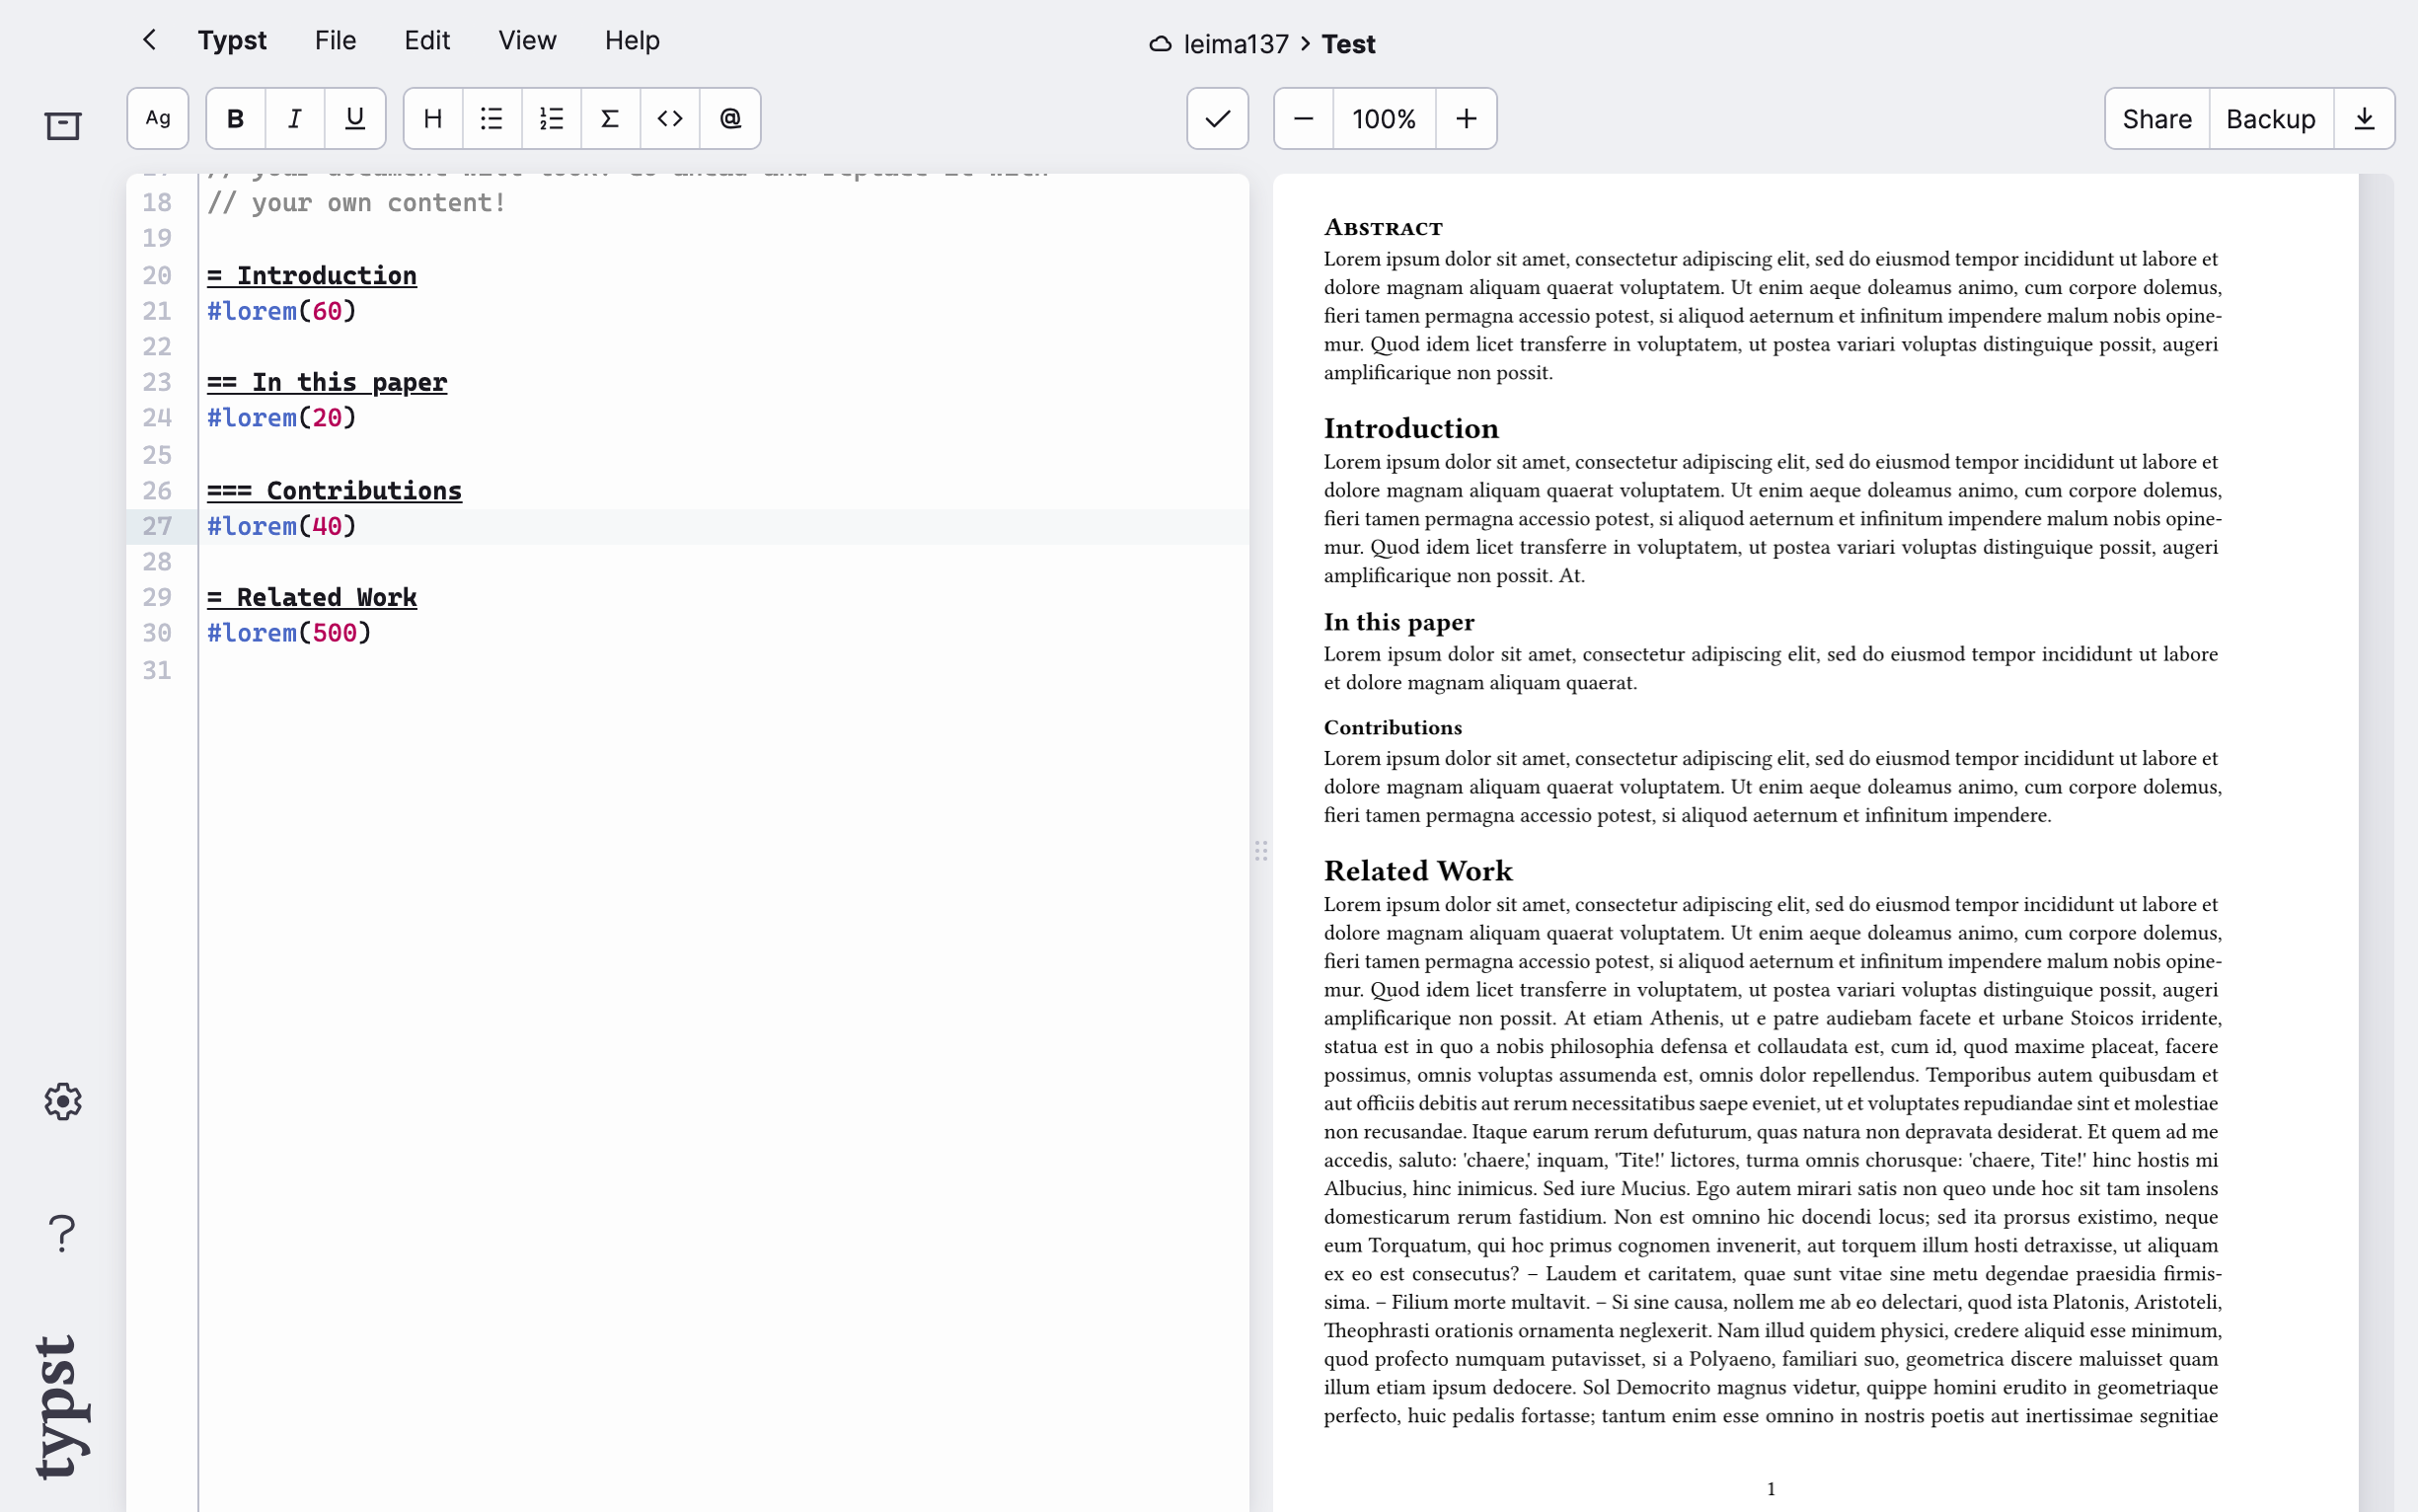 Typst File Edit View Help
leima137 > Test
Ag B I U H Σ <> @
100%
Share Backup
// your document will look. Go ahead and replace it with
18 // your own content!
19
20 = Introduction
21 #lorem(60)
22
23 == In this paper
24 #lorem(20)
25
26 === Contributions
27 #lorem(40)
28
29 = Related Work
30 #lorem(500)
31
?
typst
ABSTRACT
Lorem ipsum dolor sit amet, consectetur adipiscing elit, sed do eiusmod tempor incididunt ut labore et
dolore magnam aliquam quaerat voluptatem. Ut enim aeque doleamus animo, cum corpore dolemus,
fieri tamen permagna accessio potest, si aliquod aeternum et infinitum impendere malum nobis opine-
mur. Quod idem licet transferre in voluptatem, ut postea variari voluptas distinguique possit, augeri
amplificarique non possit.
Introduction
Lorem ipsum dolor sit amet, consectetur adipiscing elit, sed do eiusmod tempor incididunt ut labore et
dolore magnam aliquam quaerat voluptatem. Ut enim aeque doleamus animo, cum corpore dolemus,
fieri tamen permagna accessio potest, si aliquod aeternum et infinitum impendere malum nobis opine-
mur. Quod idem licet transferre in voluptatem, ut postea variari voluptas distinguique possit, augeri
amplificarique non possit. At.
In this paper
Lorem ipsum dolor sit amet, consectetur adipiscing elit, sed do eiusmod tempor incididunt ut labore
et dolore magnam aliquam quaerat.
Contributions
Lorem ipsum dolor sit amet, consectetur adipiscing elit, sed do eiusmod tempor incididunt ut labore et
dolore magnam aliquam quaerat voluptatem. Ut enim aeque doleamus animo, cum corpore dolemus,
fieri tamen permagna accessio potest, si aliquod aeternum et infinitum impendere.
Related Work
Lorem ipsum dolor sit amet, consectetur adipiscing elit, sed do eiusmod tempor incididunt ut labore et
dolore magnam aliquam quaerat voluptatem. Ut enim aeque doleamus animo, cum corpore dolemus,
fieri tamen permagna accessio potest, si aliquod aeternum et infinitum impendere malum nobis opine-
mur. Quod idem licet transferre in voluptatem, ut postea variari voluptas distinguique possit, augeri
amplificarique non possit. At etiam Athenis, ut e patre audiebam facete et urbane Stoicos irridente,
statua est in quo a nobis philosophia defensa et collaudata est, cum id, quod maxime placeat, facere
possimus, omnis voluptas assumenda est, omnis dolor repellendus. Temporibus autem quibusdam et
aut officiis debitis aut rerum necessitatibus saepe eveniet, ut et voluptates repudiandae sint et molestiae
non recusandae. Itaque earum rerum defuturum, quas natura non depravata desiderat. Et quem ad me
accedis, saluto: 'chaere,' inquam, 'Tite!' lictores, turma omnis chorusque: 'chaere, Tite!' hinc hostis mi
Albucius, hinc inimicus. Sed iure Mucius. Ego autem mirari satis non queo unde hoc sit tam insolens
domesticarum rerum fastidium. Non est omnino hic docendi locus; sed ita prorsus existimo, neque
eum Torquatum, qui hoc primus cognomen invenerit, aut torquem illum hosti detraxisse, ut aliquam
ex eo est consecutus? – Laudem et caritatem, quae sunt vitae sine metu degendae praesidia firmis-
sima. – Filium morte multavit. – Si sine causa, nollem me ab eo delectari, quod ista Platonis, Aristoteli,
Theophrasti orationis ornamenta neglexerit. Nam illud quidem physici, credere aliquid esse minimum,
quod profecto numquam putavisset, si a Polyaeno, familiari suo, geometrica discere maluisset quam
illum etiam ipsum dedocere. Sol Democrito magnus videtur, quippe homini erudito in geometriaque
perfecto, huic pedalis fortasse; tantum enim esse omnino in nostris poetis aut inertissimae segnitiae
1